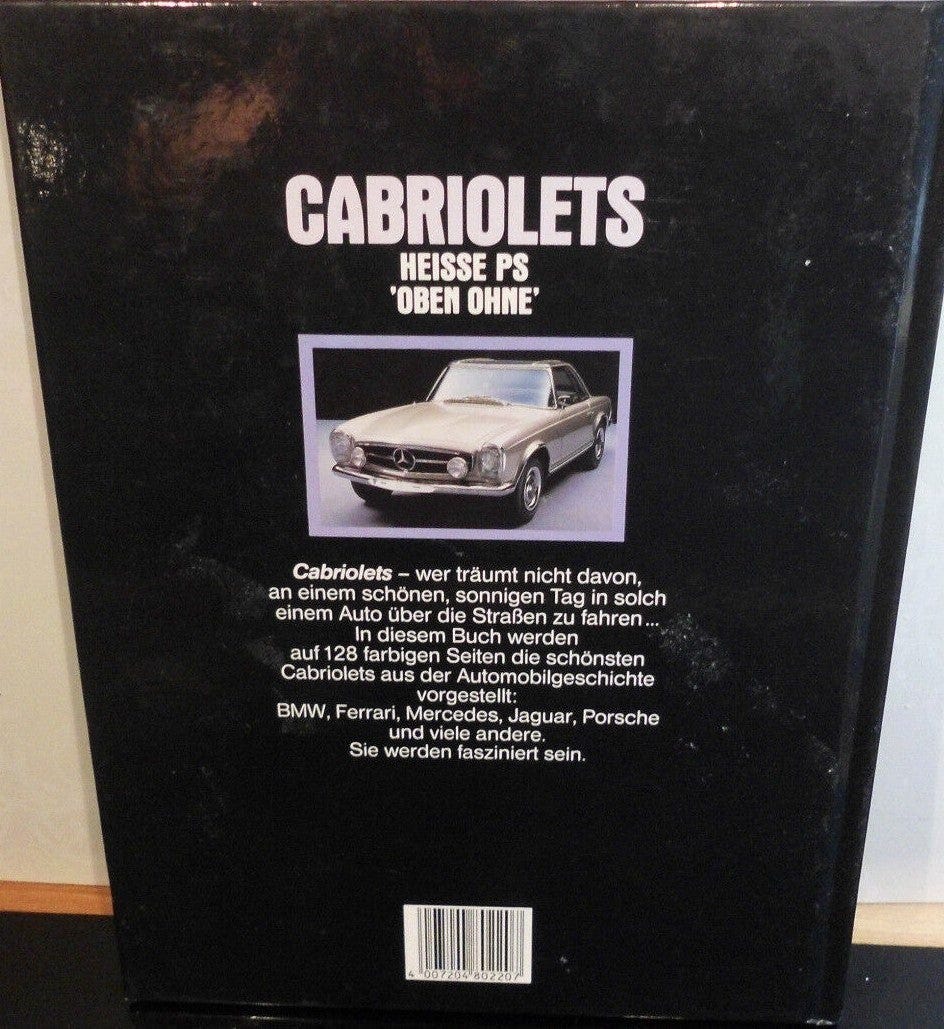 CABRIOLETS
HEISSE PS
'OBEN OHNE'
Cabriolets – wer träumt nicht davon,
an einem schönen, sonnigen Tag in solch
einem Auto über die Straßen zu fahren...
In diesem Buch werden
auf 128 farbigen Seiten die schönsten
Cabriolets aus der Automobilgeschichte
vorgestellt:
BMW, Ferrari, Mercedes, Jaguar, Porsche
und viele andere.
Sie werden fasziniert sein.
4 007204 802207